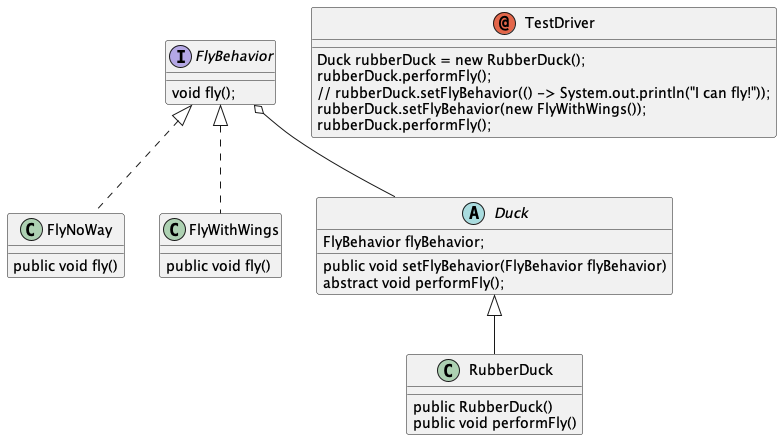 I FlyBehavior
void fly();
@ TestDriver
Duck rubberDuck = new RubberDuck();
rubberDuck.performFly();
// rubberDuck.setFlyBehavior(() -> System.out.println("I can fly!"));
rubberDuck.setFlyBehavior(new FlyWithWings());
rubberDuck.performFly();
C FlyNoWay
public void fly()
C FlyWithWings
public void fly()
A Duck
FlyBehavior flyBehavior;
public void setFlyBehavior(FlyBehavior flyBehavior)
abstract void performFly();
C RubberDuck
public RubberDuck()
public void performFly()